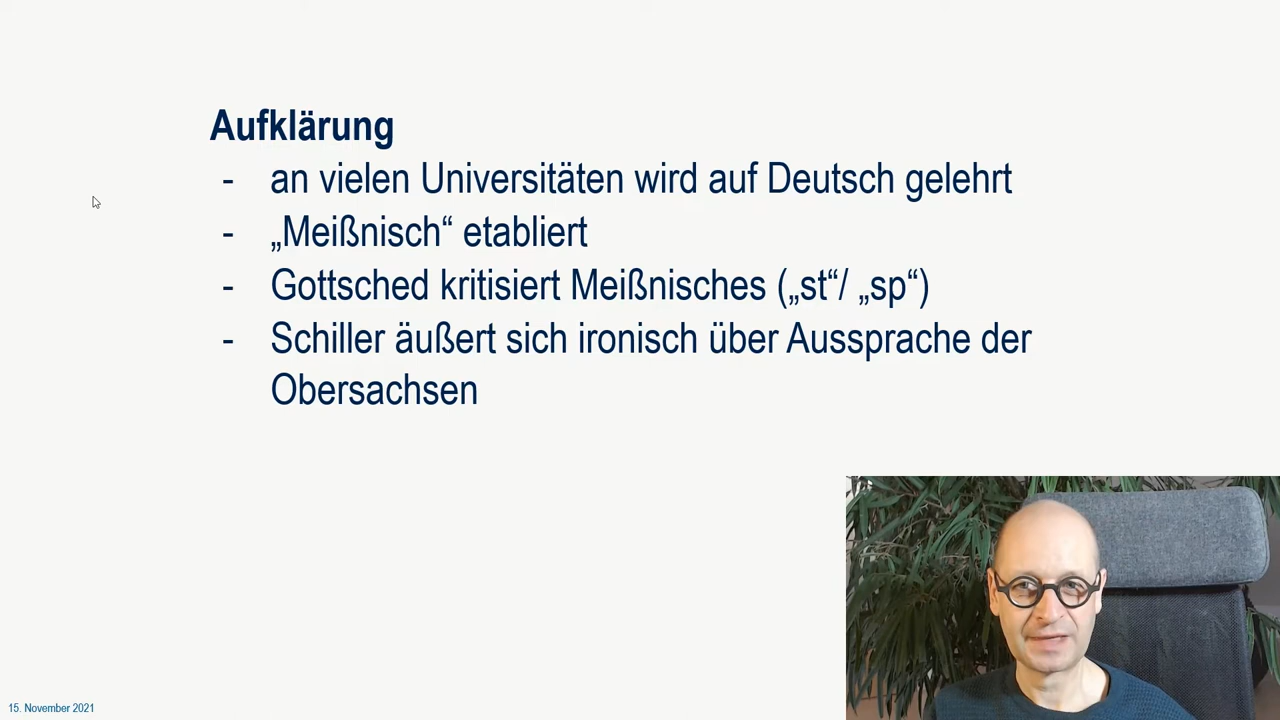 Aufklärung
- an vielen Universitäten wird auf Deutsch gelehrt
- „Meißnisch“ etabliert
- Gottsched kritisiert Meißnisches („st“/ „sp“)
- Schiller äußert sich ironisch über Aussprache der
Obersachsen
15. November 2021